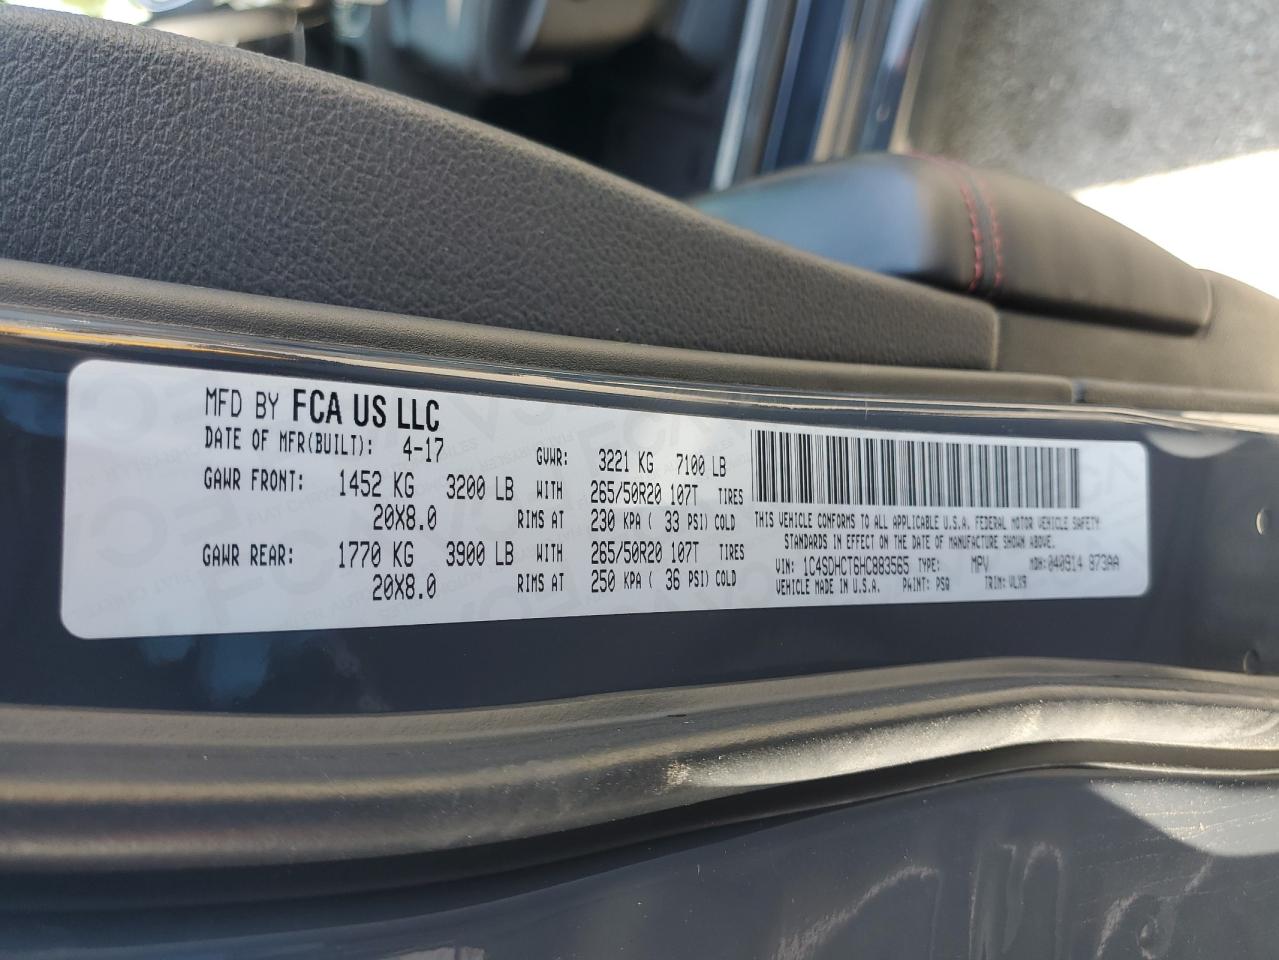 MFD BY FCA US LLC
DATE OF MFR(BUILT): 4-17 GVWR: 3221 KG 7100 LB
GAWR FRONT: 1452 KG 3200 LB WITH 265/50R20 107T TIRES
20X8.0 RIMS AT 230 KPA ( 33 PSI) COLD
GAWR REAR: 1770 KG 3900 LB WITH 265/50R20 107T TIRES
20X8.0 RIMS AT 250 KPA ( 36 PSI) COLD
THIS VEHICLE CONFORMS TO ALL APPLICABLE U.S.A. FEDERAL MOTOR VEHICLE SAFETY
STANDARDS IN EFFECT ON THE DATE OF MANUFACTURE SHOWN ABOVE.
VIN: 1C4SDHCT6HC883565 TYPE: MPV MDH: 040914 873AA
VEHICLE MADE IN U.S.A. PAINT: PSQ TRIM: VLX9